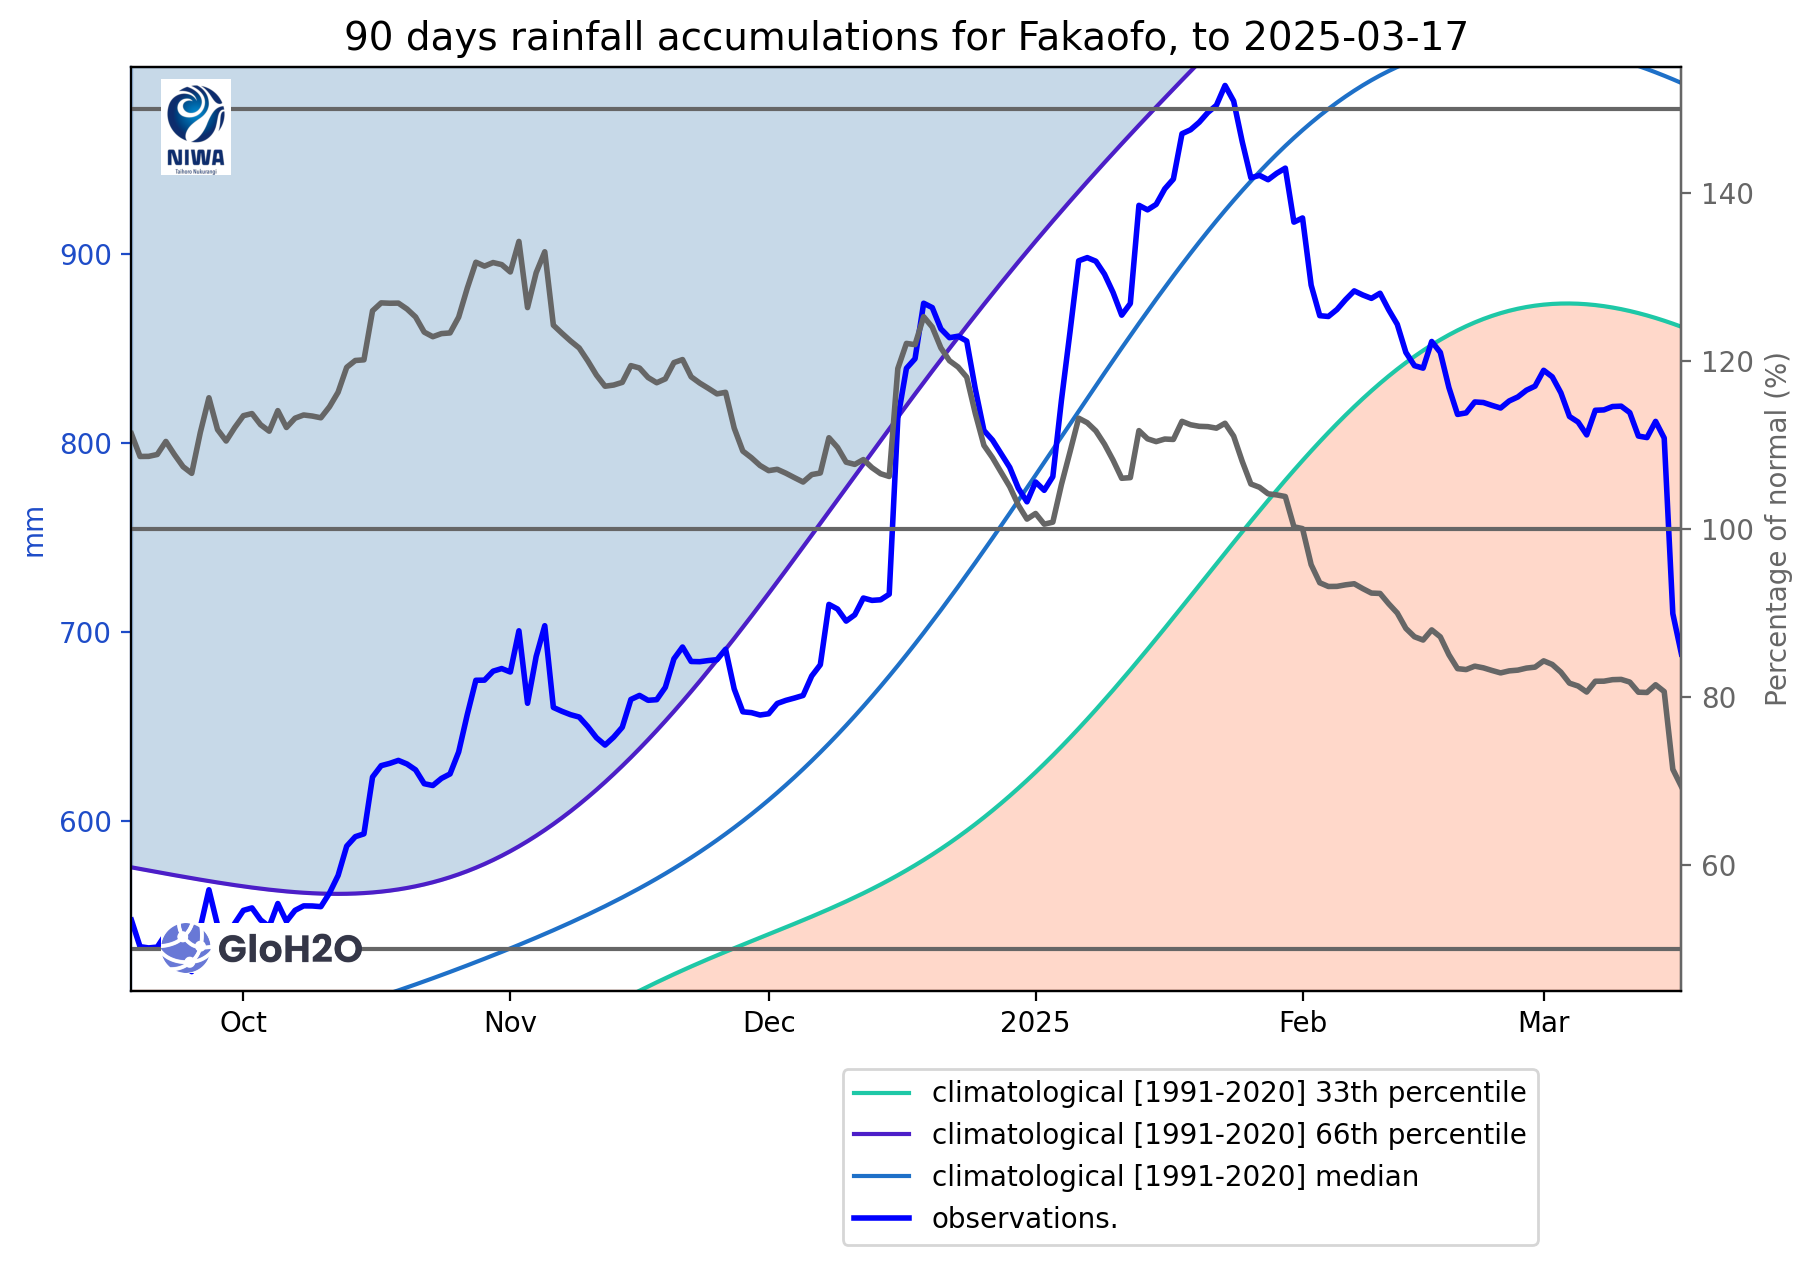 90 days rainfall accumulations for Fakaofo, to 2025-03-17
NIWA
Taihoro Nukurangi
900
800
700
600
mm
140
120
100
80
60
Percentage of normal (%)
GloH2O
Oct
Nov
Dec
2025
Feb
Mar
climatological [1991-2020] 33th percentile
climatological [1991-2020] 66th percentile
climatological [1991-2020] median
observations.